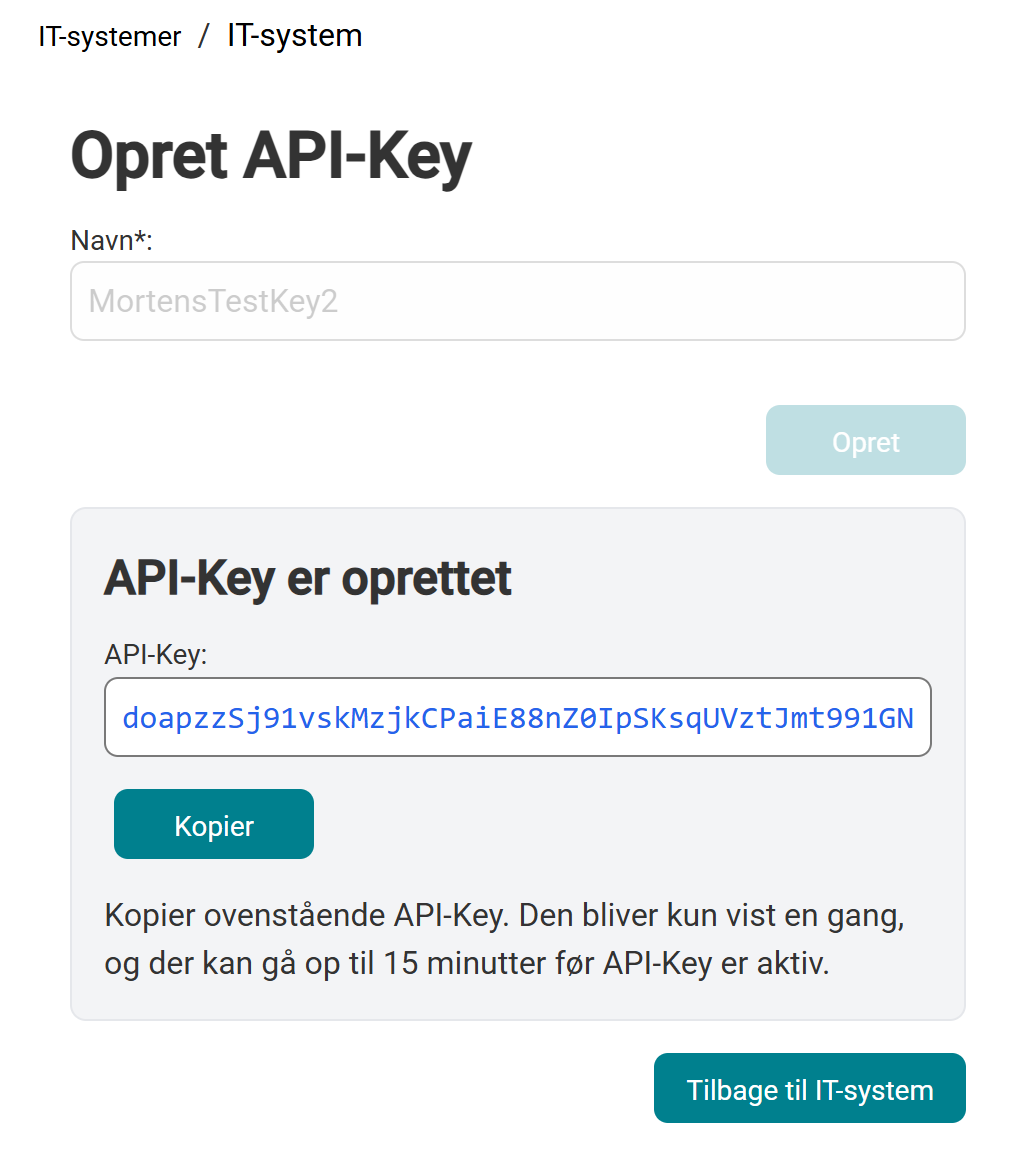 IT-systemer / IT-system
Opret API-Key
Navn*:
MortensTestKey2
Opret
API-Key er oprettet
API-Key:
doapzzSj91vskMzjkCPaiE88nZ0IpSKsqUVztJmt991GN
Kopier
Kopier ovenstående API-Key. Den bliver kun vist en gang,
og der kan gå op til 15 minutter før API-Key er aktiv.
Tilbage til IT-system